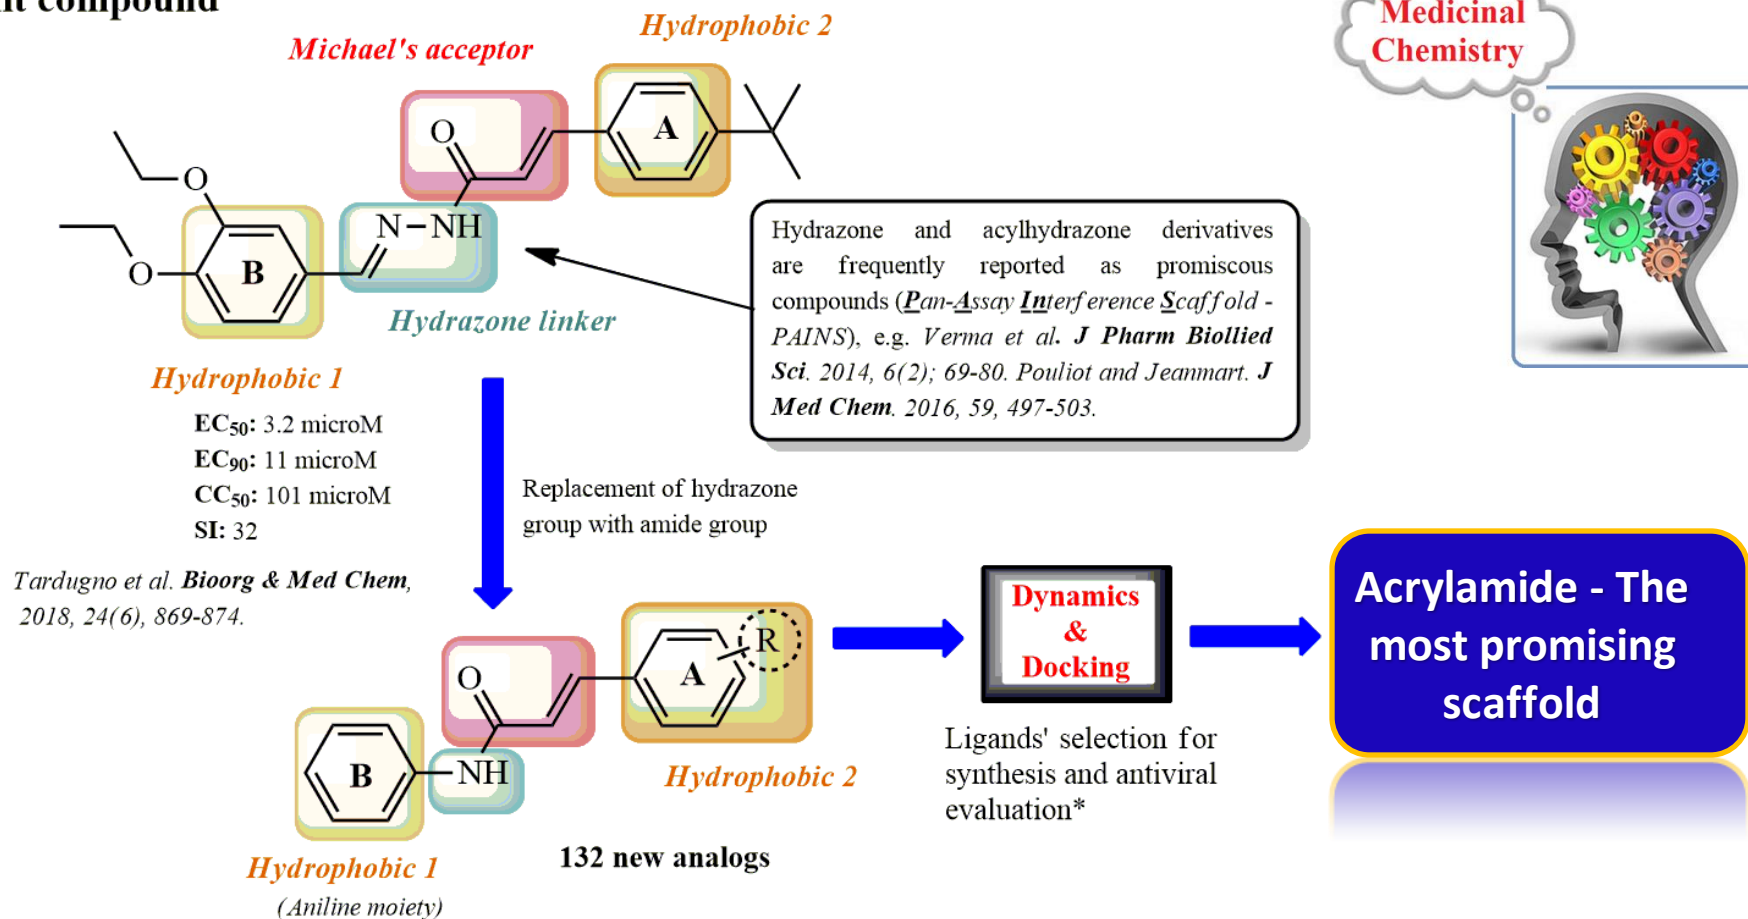 compound
Medicinal
Chemistry
Michael's acceptor
Hydrophobic 2
O
A
O
O
N
NH
B
Hydrazone linker
Hydrophobic 1
Hydrazone and acylhydrazone derivatives
are frequently reported as promiscous
compounds (Pan-Assay Interference Scaffold -
PAINS), e.g. Verma et al. J Pharm Biollied
Sci. 2014, 6(2); 69-80. Pouliot and Jeanmart. J
Med Chem. 2016, 59, 497-503.
EC50: 3.2 microM
EC90: 11 microM
CC50: 101 microM
SI: 32
Tardugno et al. Bioorg & Med Chem,
2018, 24(6), 869-874.
Replacement of hydrazone
group with amide group
O
A
R
B
NH
Hydrophobic 2
Hydrophobic 1
(Aniline moiety)
132 new analogs
Dynamics
&
Docking
Ligands' selection for
synthesis and antiviral
evaluation*
Acrylamide - The
most promising
scaffold